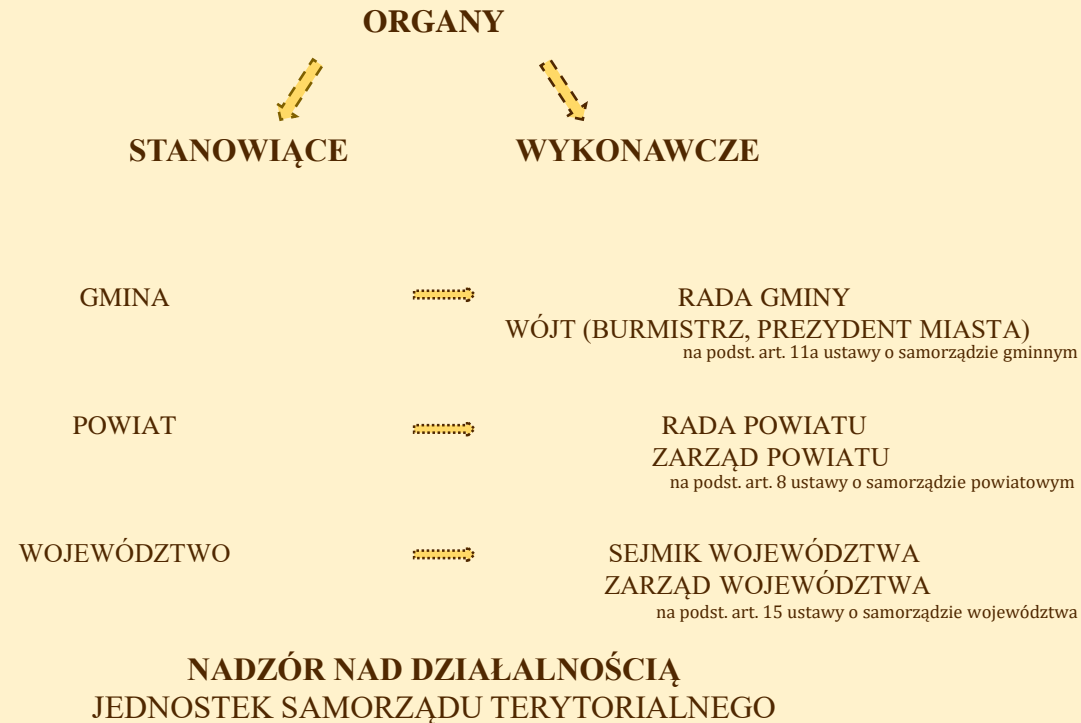 ORGANY
STANOWIĄCE WYKONAWCZE
GMINA RADA GMINY
WÓJT (BURMISTRZ, PREZYDENT MIASTA)
na podst. art. 11a ustawy o samorządzie gminnym
POWIAT RADA POWIATU
ZARZĄD POWIATU
na podst. art. 8 ustawy o samorządzie powiatowym
WOJEWÓDZTWO SEJMIK WOJEWÓDZTWA
ZARZĄD WOJEWÓDZTWA
na podst. art. 15 ustawy o samorządzie województwa
NADZÓR NAD DZIAŁALNOŚCIĄ
JEDNOSTEK SAMORZĄDU TERYTORIALNEGO